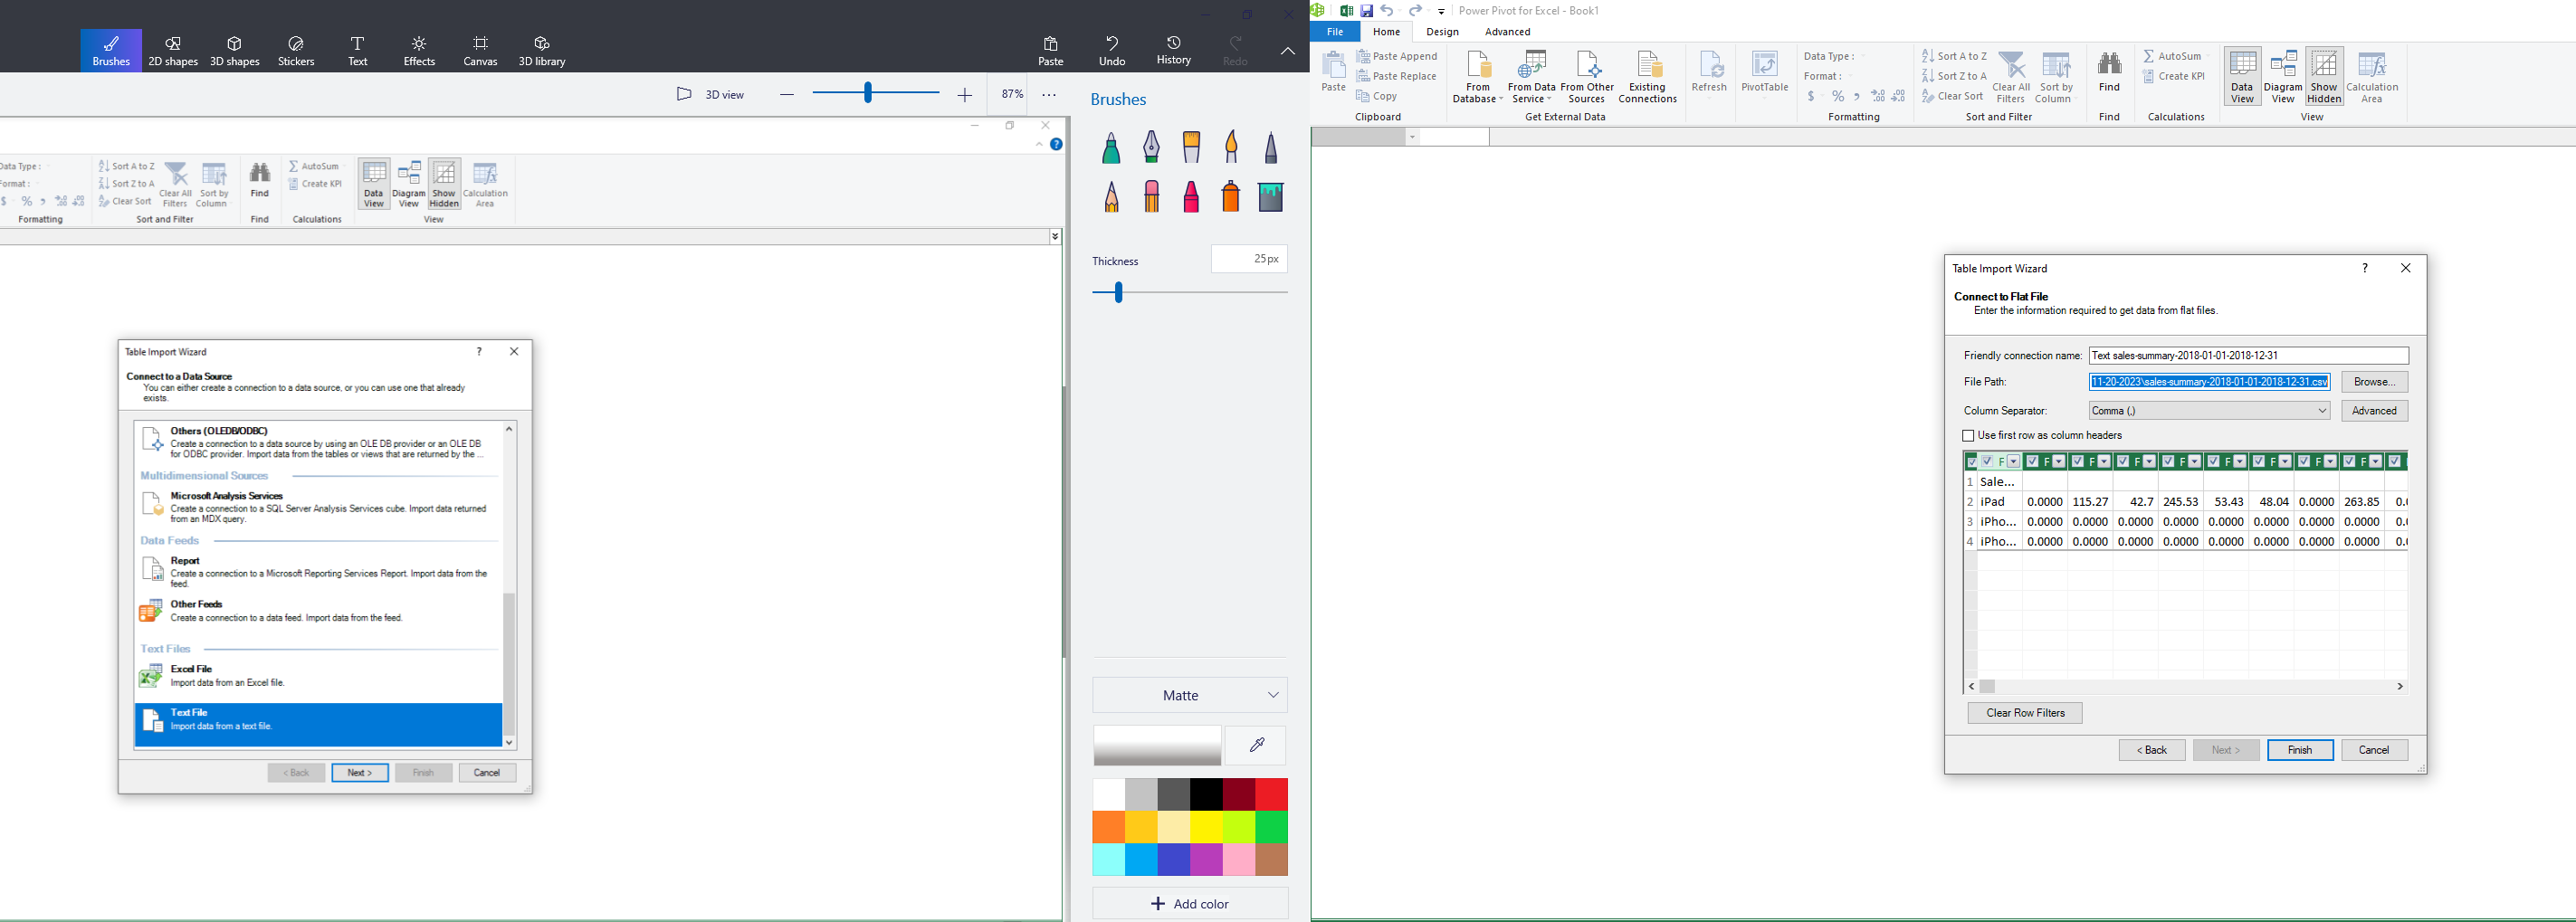 Brushes
2D shapes
3D shapes
Stickers
Text
Effects
Canvas
3D library
Paste
Undo
History
Redo
3D view
87%
Data Type :
Format :
$ % ,
Formatting
Sort A to Z
Sort Z to A
Clear Sort
Clear All Filters
Sort by Column
Sort and Filter
Find
Find
AutoSum
Create KPI
Calculations
Data View
Diagram View
Show Hidden
Calculation Area
View
Table Import Wizard
Connect to a Data Source
You can either create a connection to a data source, or you can use one that already
exists.
Others (OLEDB/ODBC)
Create a connection to a data source by using an OLE DB provider or an OLE DB
for ODBC provider. Import data from the tables or views that are returned by the ...
Multidimensional Sources
Microsoft Analysis Services
Create a connection to a SQL Server Analysis Services cube. Import data returned
from an MDX query.
Data Feeds
Report
Create a connection to a Microsoft Reporting Services Report. Import data from the
feed.
Other Feeds
Create a connection to a data feed. Import data from the feed.
Text Files
Excel File
Import data from an Excel file.
Text File
Import data from a text file.
< Back
Next >
Finish
Cancel
Brushes
Thickness
25px
Matte
+ Add color
Power Pivot for Excel - Book1
File
Home
Design
Advanced
Paste
Paste Append
Paste Replace
Copy
Clipboard
From Database
From Data Service
From Other Sources
Existing Connections
Get External Data
Refresh
PivotTable
Data Type :
Format :
$ % ,
Formatting
Sort A to Z
Sort Z to A
Clear Sort
Clear All Filters
Sort by Column
Sort and Filter
Find
Find
AutoSum
Create KPI
Calculations
Data View
Diagram View
Show Hidden
Calculation Area
View
Table Import Wizard
Connect to Flat File
Enter the information required to get data from flat files.
Friendly connection name: Text sales-summary-2018-01-01-2018-12-31
File Path: 11-20-2023\sales-summary-2018-01-01-2018-12-31.csv Browse...
Column Separator: Comma (,) Advanced
Use first row as column headers
F F F F F F F F F
1 Sale...
2 iPad 0.0000 115.27 42.7 245.53 53.43 48.04 0.0000 263.85 0.0
3 iPho... 0.0000 0.0000 0.0000 0.0000 0.0000 0.0000 0.0000 0.0000 0.0
4 iPho... 0.0000 0.0000 0.0000 0.0000 0.0000 0.0000 0.0000 0.0000 0.0
Clear Row Filters
< Back
Next >
Finish
Cancel